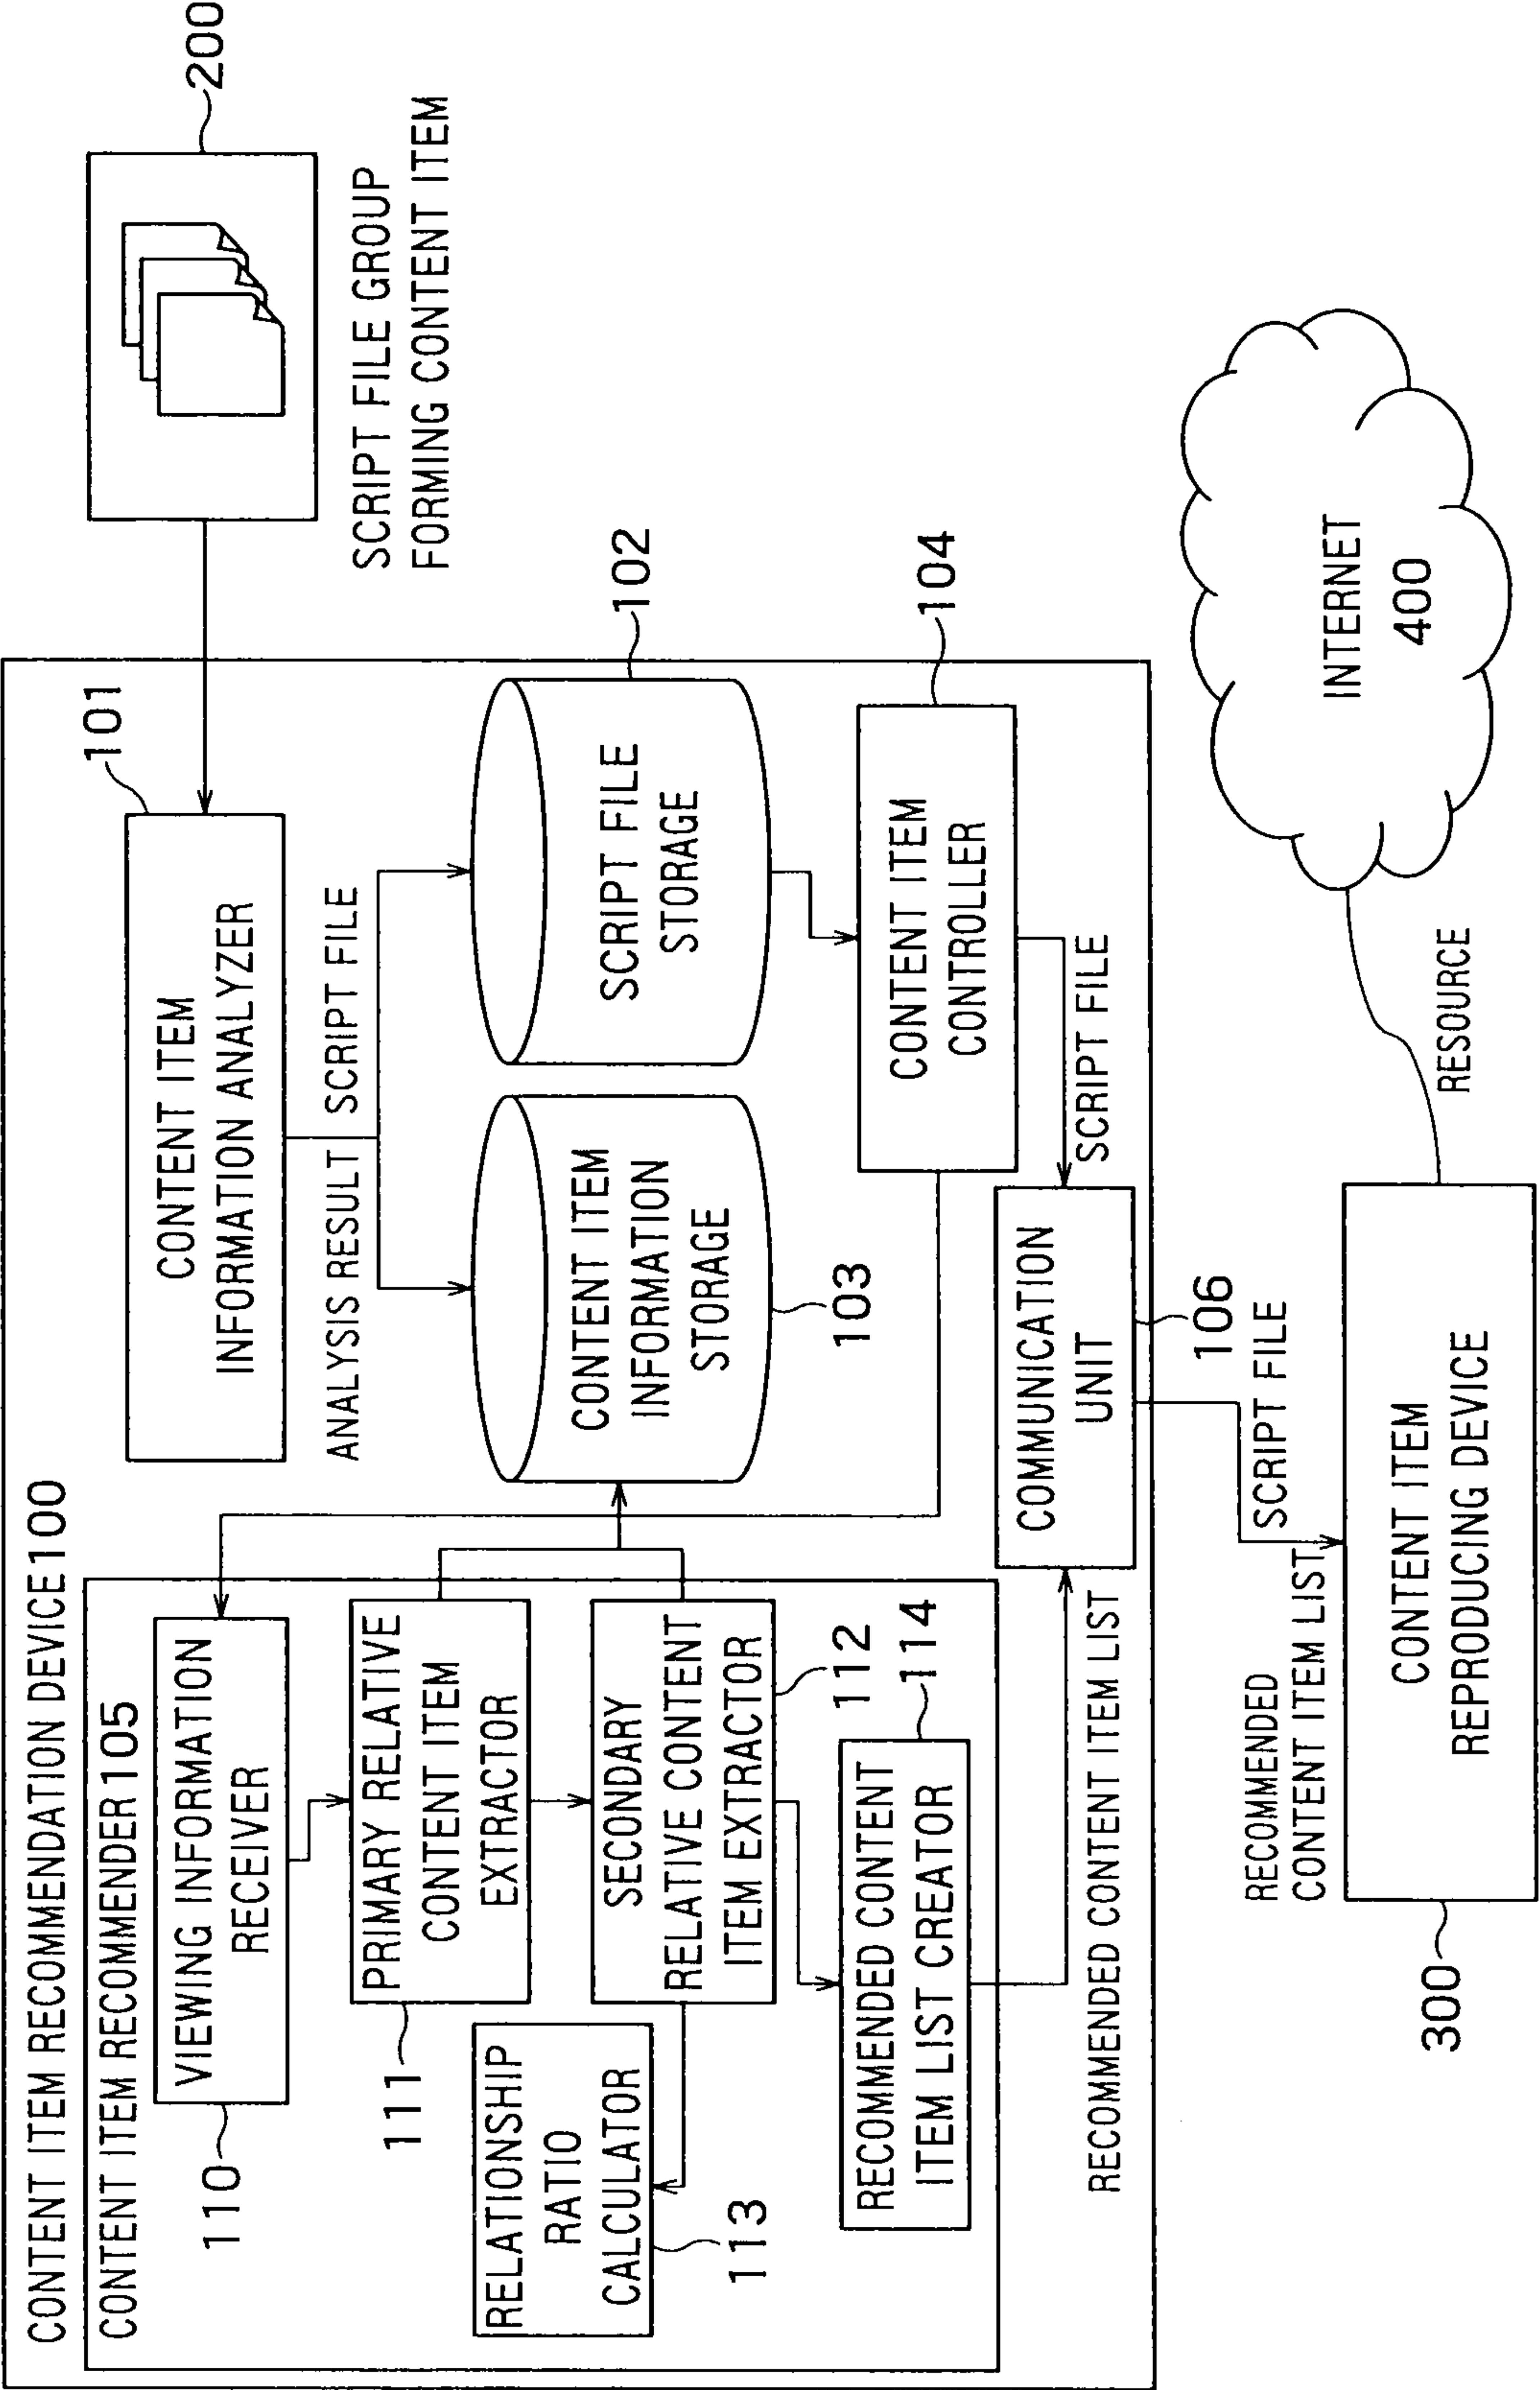 CONTENT ITEM RECOMMENDATION DEVICE 100
CONTENT ITEM RECOMMENDER 105
110
VIEWING INFORMATION
RECEIVER
111
PRIMARY RELATIVE
CONTENT ITEM
EXTRACTOR
RELATIONSHIP
RATIO
CALCULATOR
113
SECONDARY
RELATIVE CONTENT
ITEM EXTRACTOR
112
RECOMMENDED CONTENT
ITEM LIST CREATOR
114
RECOMMENDED CONTENT ITEM LIST
101
CONTENT ITEM
INFORMATION ANALYZER
ANALYSIS RESULT
SCRIPT FILE
CONTENT ITEM
INFORMATION
STORAGE
103
SCRIPT FILE
STORAGE
102
CONTENT ITEM
CONTROLLER
104
SCRIPT FILE
COMMUNICATION
UNIT
106
200
SCRIPT FILE GROUP
FORMING CONTENT ITEM
RECOMMENDED
CONTENT ITEM LIST
SCRIPT FILE
300
CONTENT ITEM
REPRODUCING DEVICE
RESOURCE
INTERNET
400